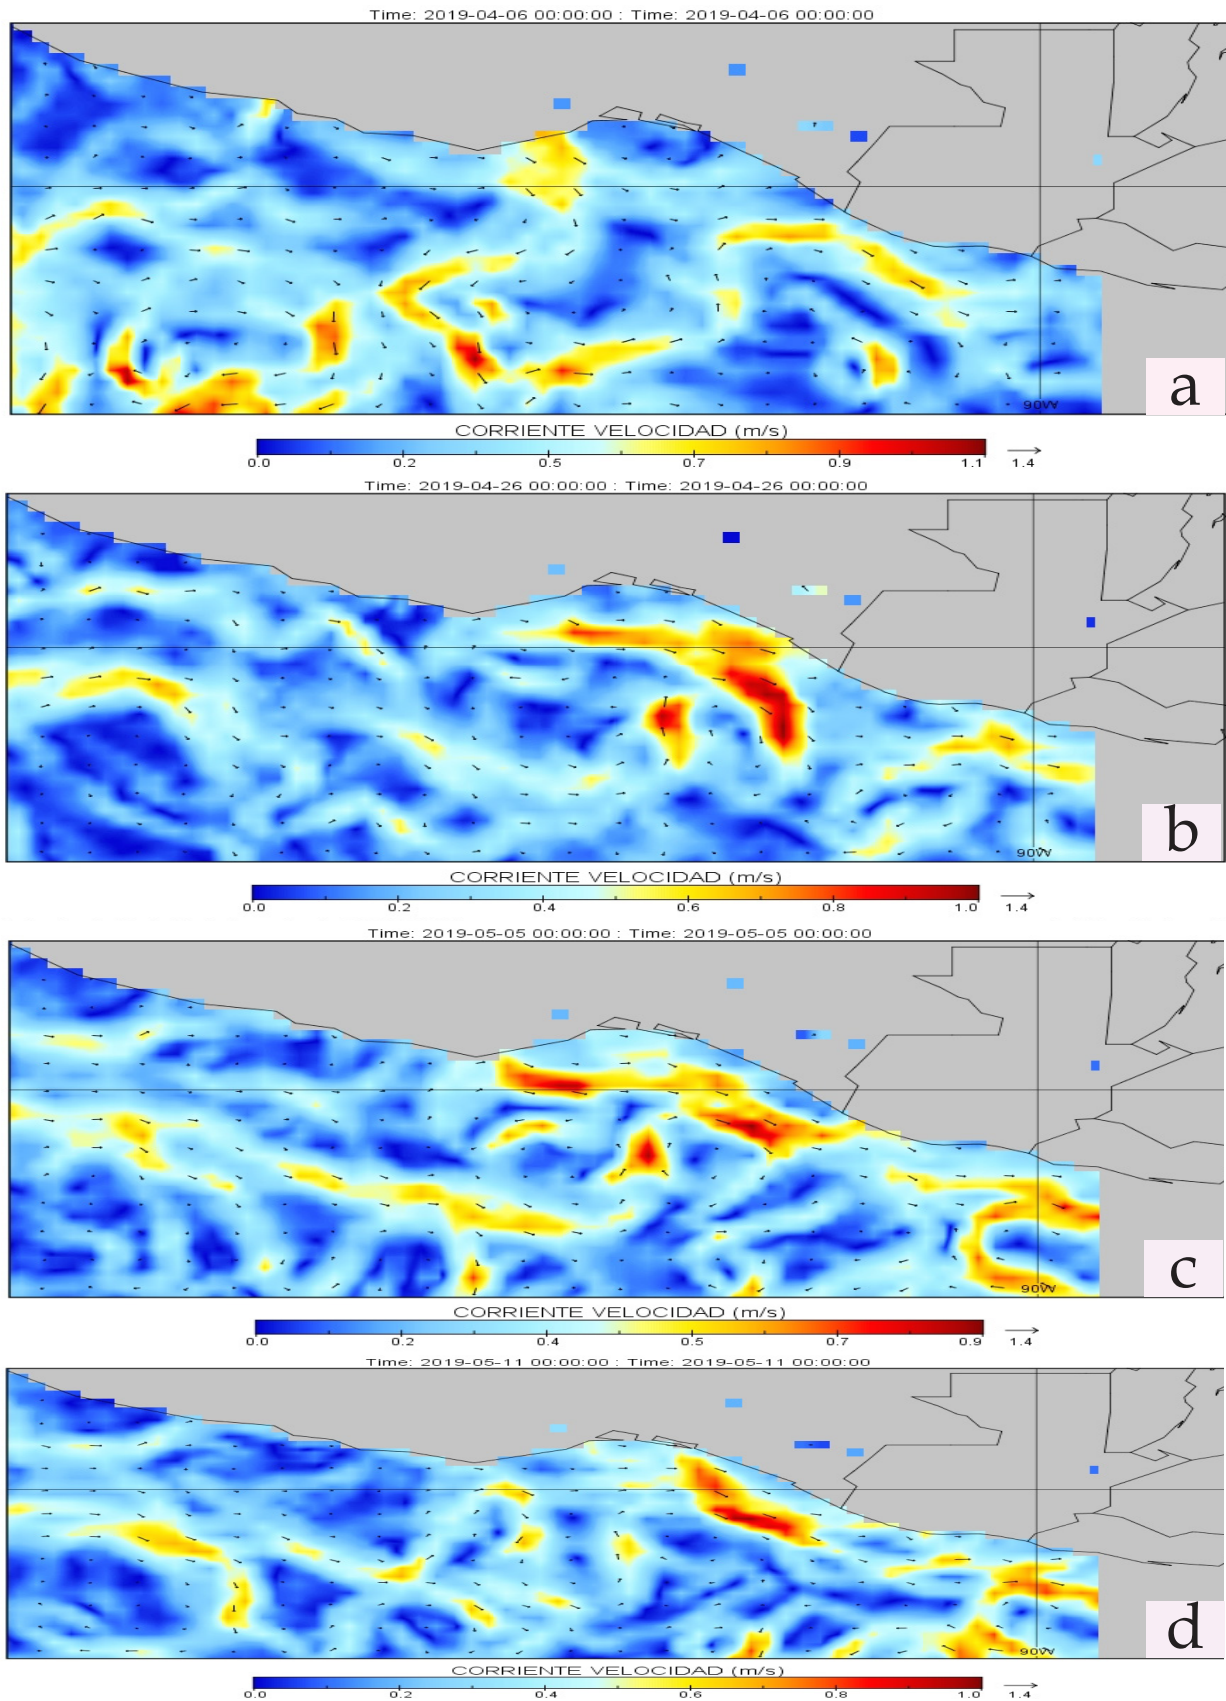 Time: 2019-04-06 00:00:00 : Time: 2019-04-06 00:00:00
90W
a
CORRIENTE VELOCIDAD (m/s)
0.0 0.2 0.5 0.7 0.9 1.1 1.4
Time: 2019-04-26 00:00:00 : Time: 2019-04-26 00:00:00
90W
b
CORRIENTE VELOCIDAD (m/s)
0.0 0.2 0.4 0.6 0.8 1.0 1.4
Time: 2019-05-05 00:00:00 : Time: 2019-05-05 00:00:00
90W
c
CORRIENTE VELOCIDAD (m/s)
0.0 0.2 0.4 0.5 0.7 0.9 1.4
Time: 2019-05-11 00:00:00 : Time: 2019-05-11 00:00:00
90W
d
CORRIENTE VELOCIDAD (m/s)
0.0 0.2 0.4 0.6 0.8 1.0 1.4